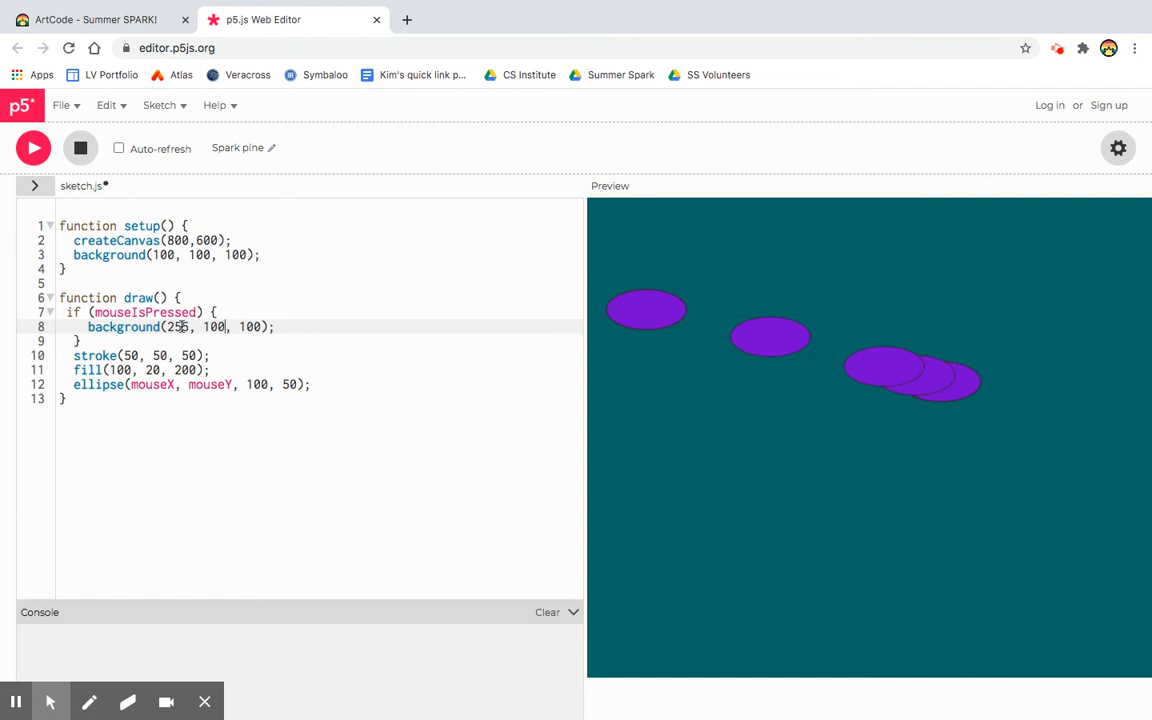 ArtCode - Summer SPARK!
p5.js Web Editor
editor.p5js.org
Apps LV Portfolio Atlas Veracross Symbaloo Kim's quick link p... CS Institute Summer Spark SS Volunteers
p5* File Edit Sketch Help Log in or Sign up
Auto-refresh Spark pine
sketch.js
Preview
1 function setup() {
2 createCanvas(800,600);
3 background(100, 100, 100);
4 }
5
6 function draw() {
7 if (mouseIsPressed) {
8 background(255, 100, 100);
9 }
10 stroke(50, 50, 50);
11 fill(100, 20, 200);
12 ellipse(mouseX, mouseY, 100, 50);
13 }
Console Clear